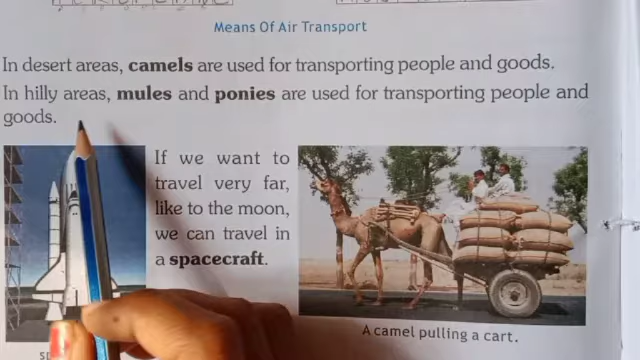 Means Of Air Transport
In desert areas, camels are used for transporting people and goods.
In hilly areas, mules and ponies are used for transporting people and
goods.
If we want to
travel very far,
like to the moon,
we can travel in
a spacecraft.
A camel pulling a cart.